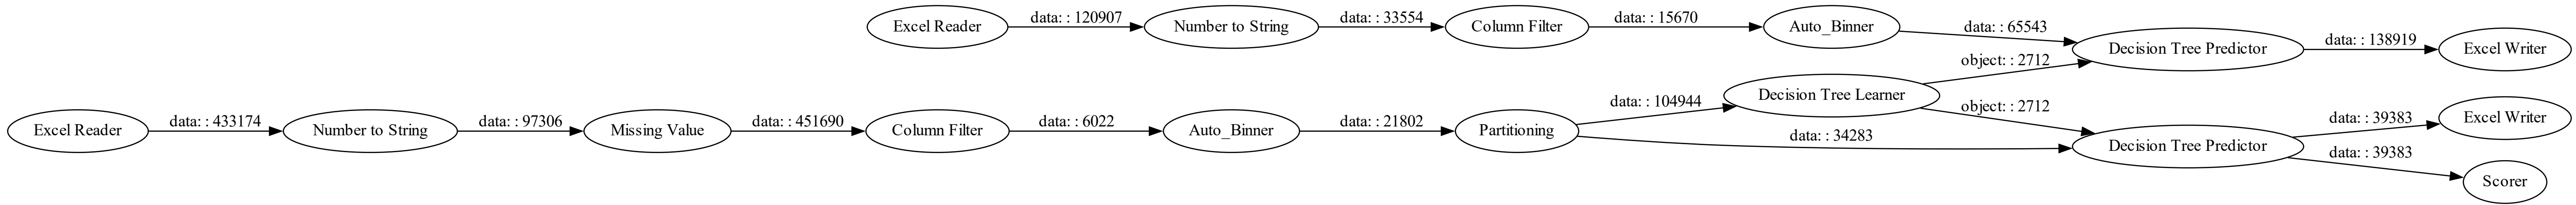 Excel Reader
data: : 120907
Number to String
data: : 33554
Column Filter
data: : 15670
Auto_Binner
data: : 65543
Decision Tree Predictor
data: : 138919
Excel Writer
object: : 2712
Excel Reader
data: : 433174
Number to String
data: : 97306
Missing Value
data: : 451690
Column Filter
data: : 6022
Auto_Binner
data: : 21802
Partitioning
data: : 104944
Decision Tree Learner
object: : 2712
data: : 34283
Decision Tree Predictor
data: : 39383
Excel Writer
data: : 39383
Scorer